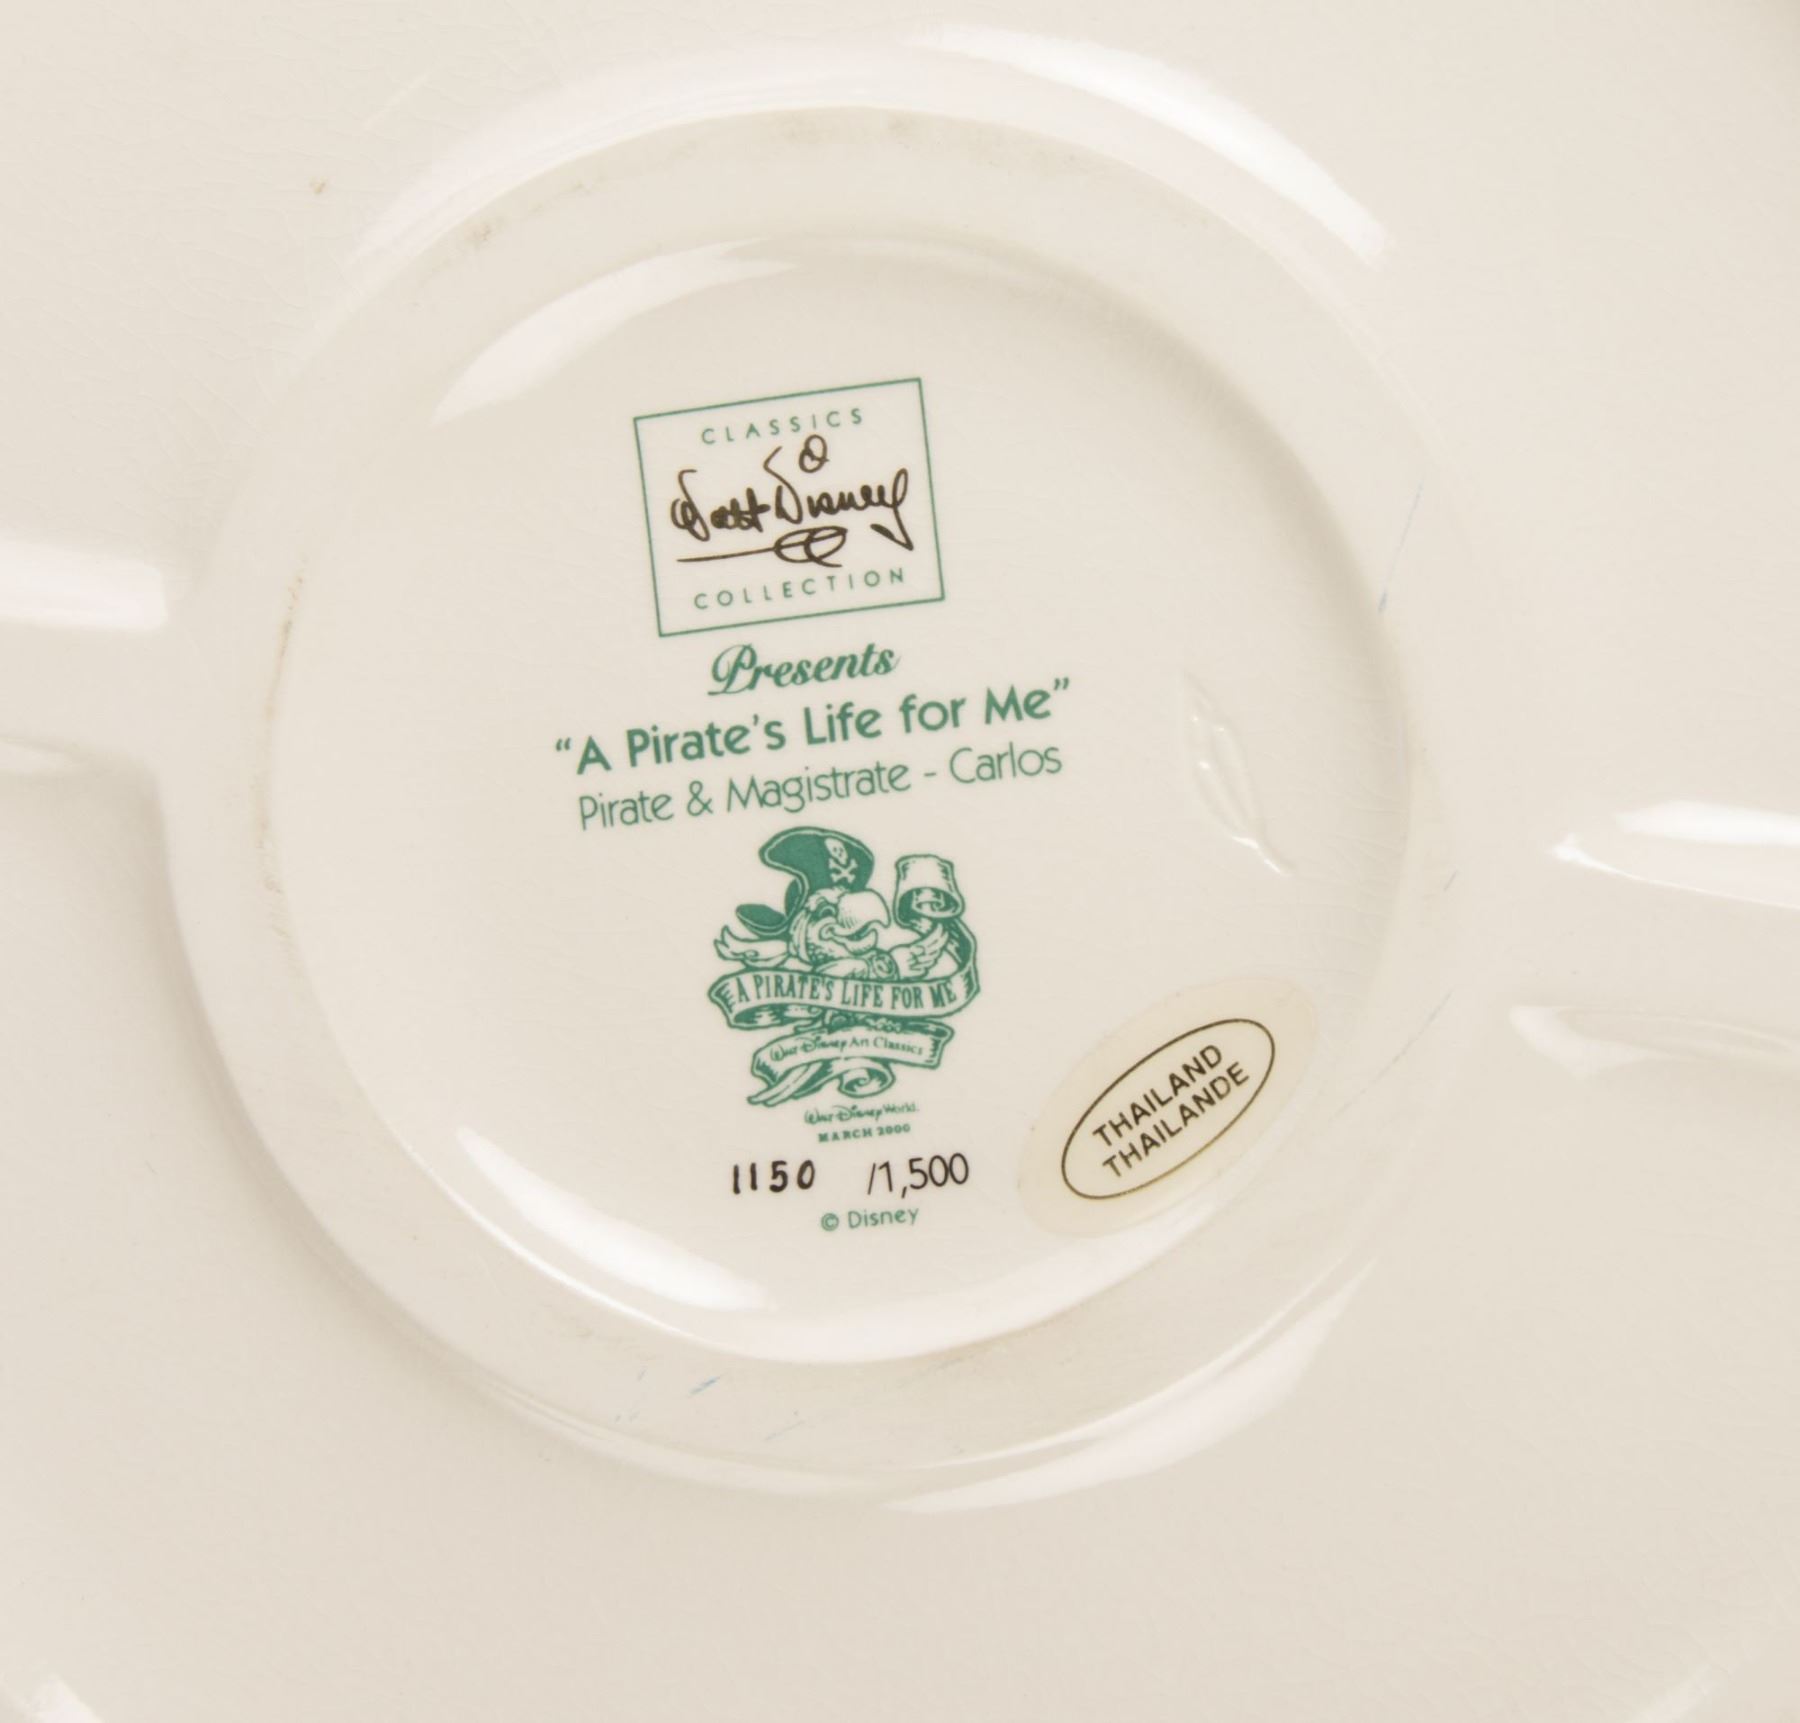 CLASSICS
Walt Disney
COLLECTION
Presents
“A Pirate's Life for Me”
Pirate & Magistrate - Carlos
A PIRATE'S LIFE FOR ME
Walt Disney Art Classics
Walt Disney World.
MARCH 2000
1150 /1,500
© Disney
THAILAND
THAILANDE